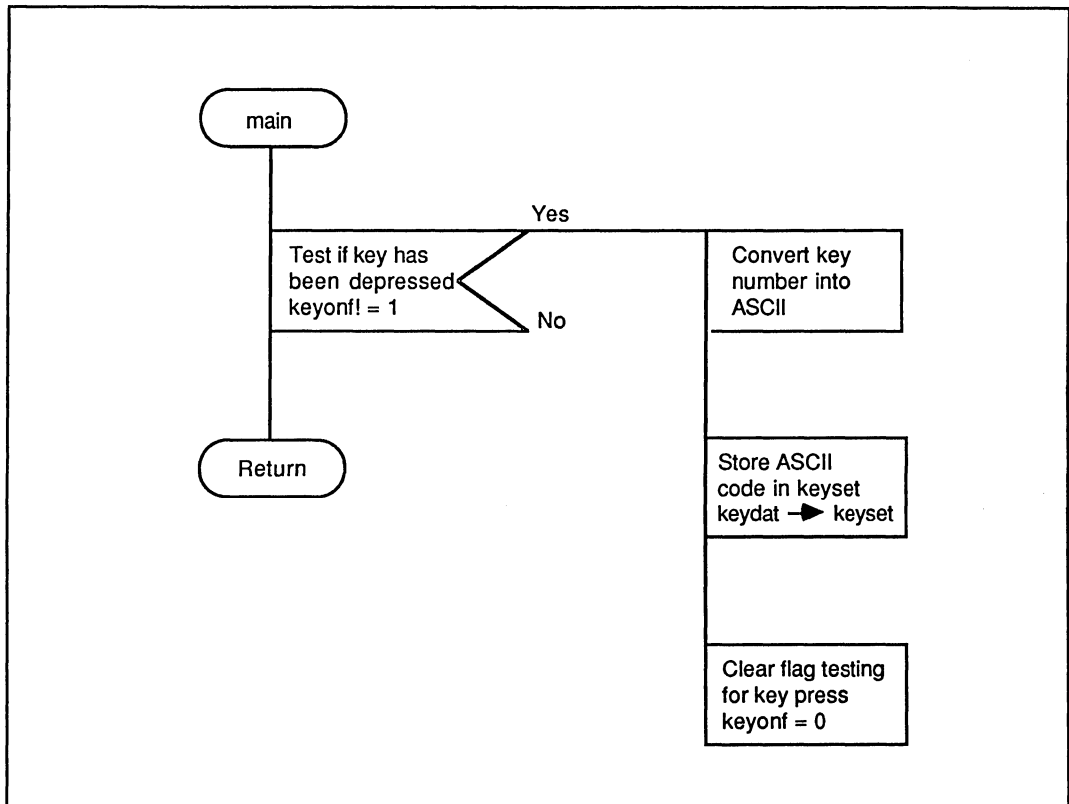 main
Yes
Test if key has
been depressed
keyonf! = 1
No
Convert key
number into
ASCII
Return
Store ASCII
code in keyset
keydat → keyset
Clear flag testing
for key press
keyonf = 0